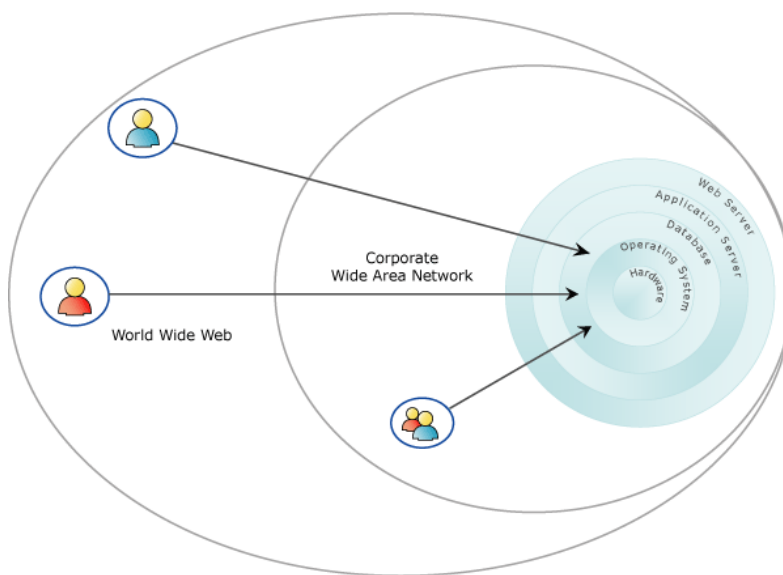 Web Server
Application Server
Database
Operating System
Hardware
Corporate
Wide Area Network
World Wide Web